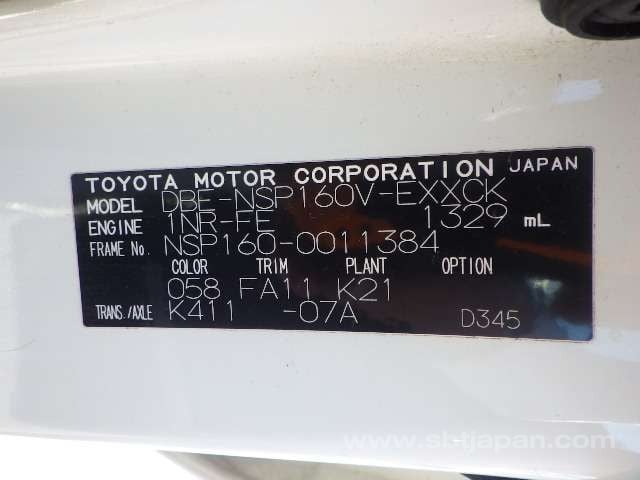 TOYOTA MOTOR CORPORATION JAPAN
MODEL DBE-NSP160V-EXXCK
ENGINE 1NR-FE 1329 mL
FRAME No. NSP160-0011384
COLOR TRIM PLANT OPTION
058 FA11 K21
TRANS./AXLE K411 -07A D345
www.sbtjapan.com